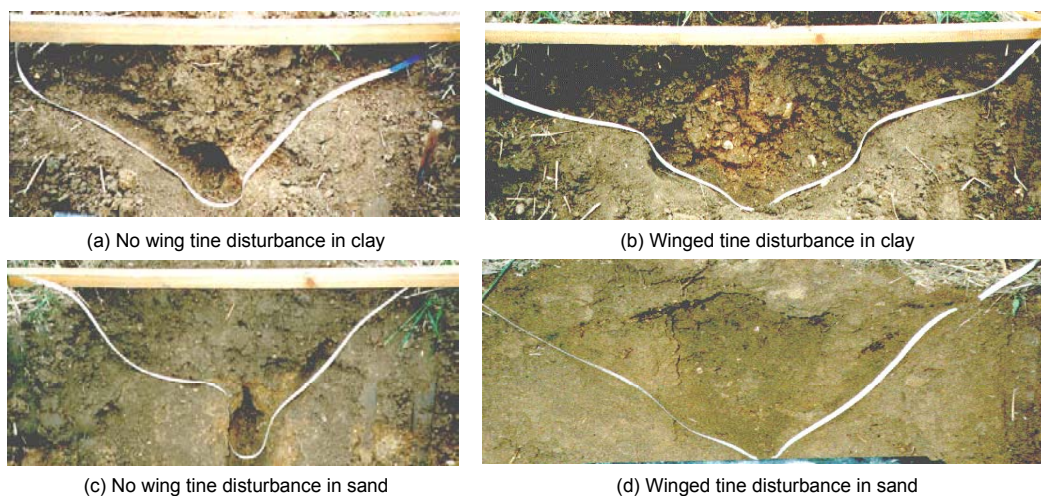 (a) No wing tine disturbance in clay
(b) Winged tine disturbance in clay
(c) No wing tine disturbance in sand
(d) Winged tine disturbance in sand